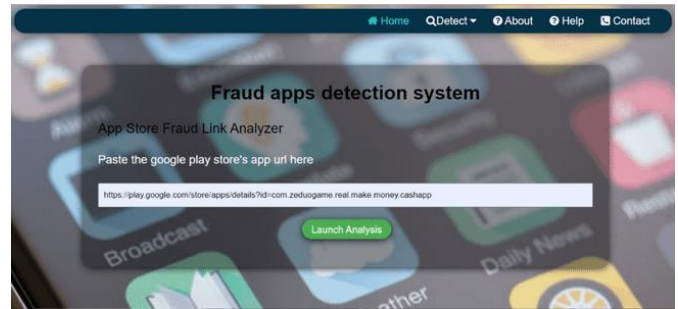 Home Detect About Help Contact
Fraud apps detection system
App Store Fraud Link Analyzer
Paste the google play store's app url here
https://play.google.com/store/apps/details?id=com.zeduogame.real.make.money.cashapp
Launch Analysis
Broadcast
Daily News